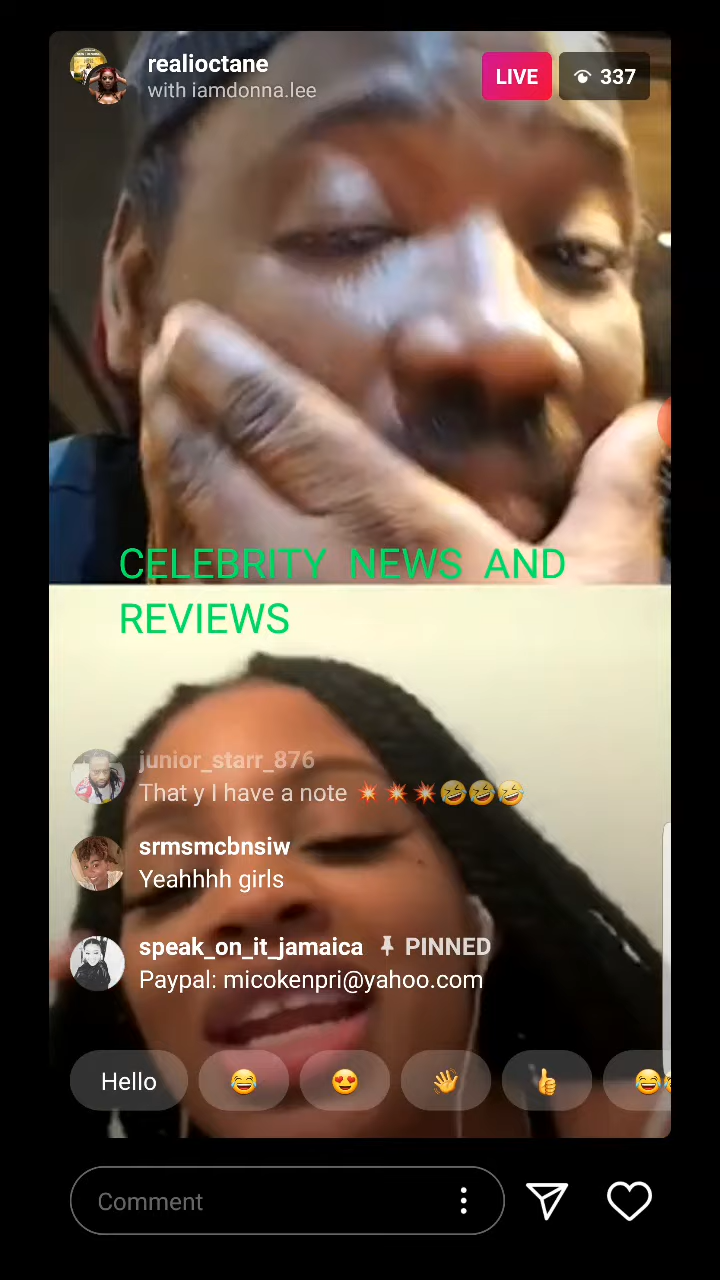 realioctane
with iamdonna.lee
LIVE
337
CELEBRITY NEWS AND
REVIEWS
junior_starr_876
That y I have a note 💥💥💥🤣🤣🤣
srmsmcbnsiw
Yeahhhh girls
speak_on_it_jamaica 📌 PINNED
Paypal: micokenpri@yahoo.com
Hello 😂 😍 👋 👍 😂
Comment